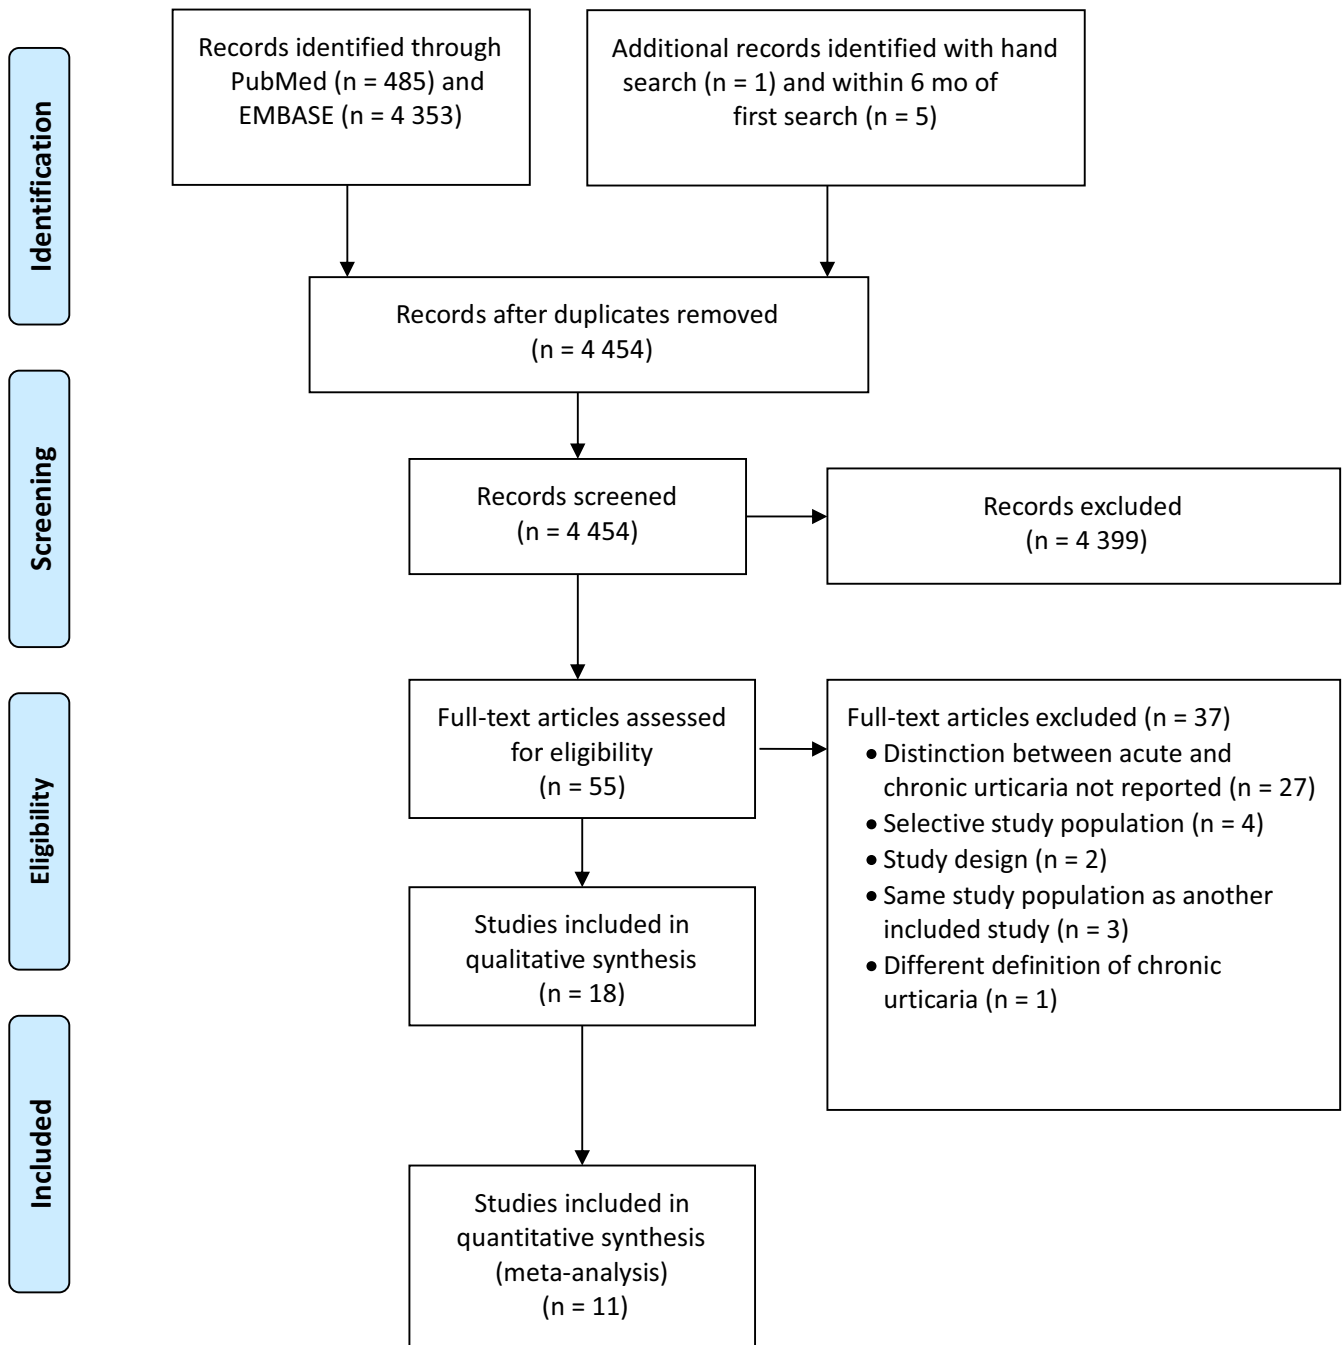 Identification
Records identified through
PubMed (n = 485) and
EMBASE (n = 4 353)
Additional records identified with hand
search (n = 1) and within 6 mo of
first search (n = 5)
Records after duplicates removed
(n = 4 454)
Screening
Records screened
(n = 4 454)
Records excluded
(n = 4 399)
Eligibility
Full-text articles assessed
for eligibility
(n = 55)
Full-text articles excluded (n = 37)
• Distinction between acute and
chronic urticaria not reported (n = 27)
• Selective study population (n = 4)
• Study design (n = 2)
• Same study population as another
included study (n = 3)
• Different definition of chronic
urticaria (n = 1)
Studies included in
qualitative synthesis
(n = 18)
Included
Studies included in
quantitative synthesis
(meta-analysis)
(n = 11)